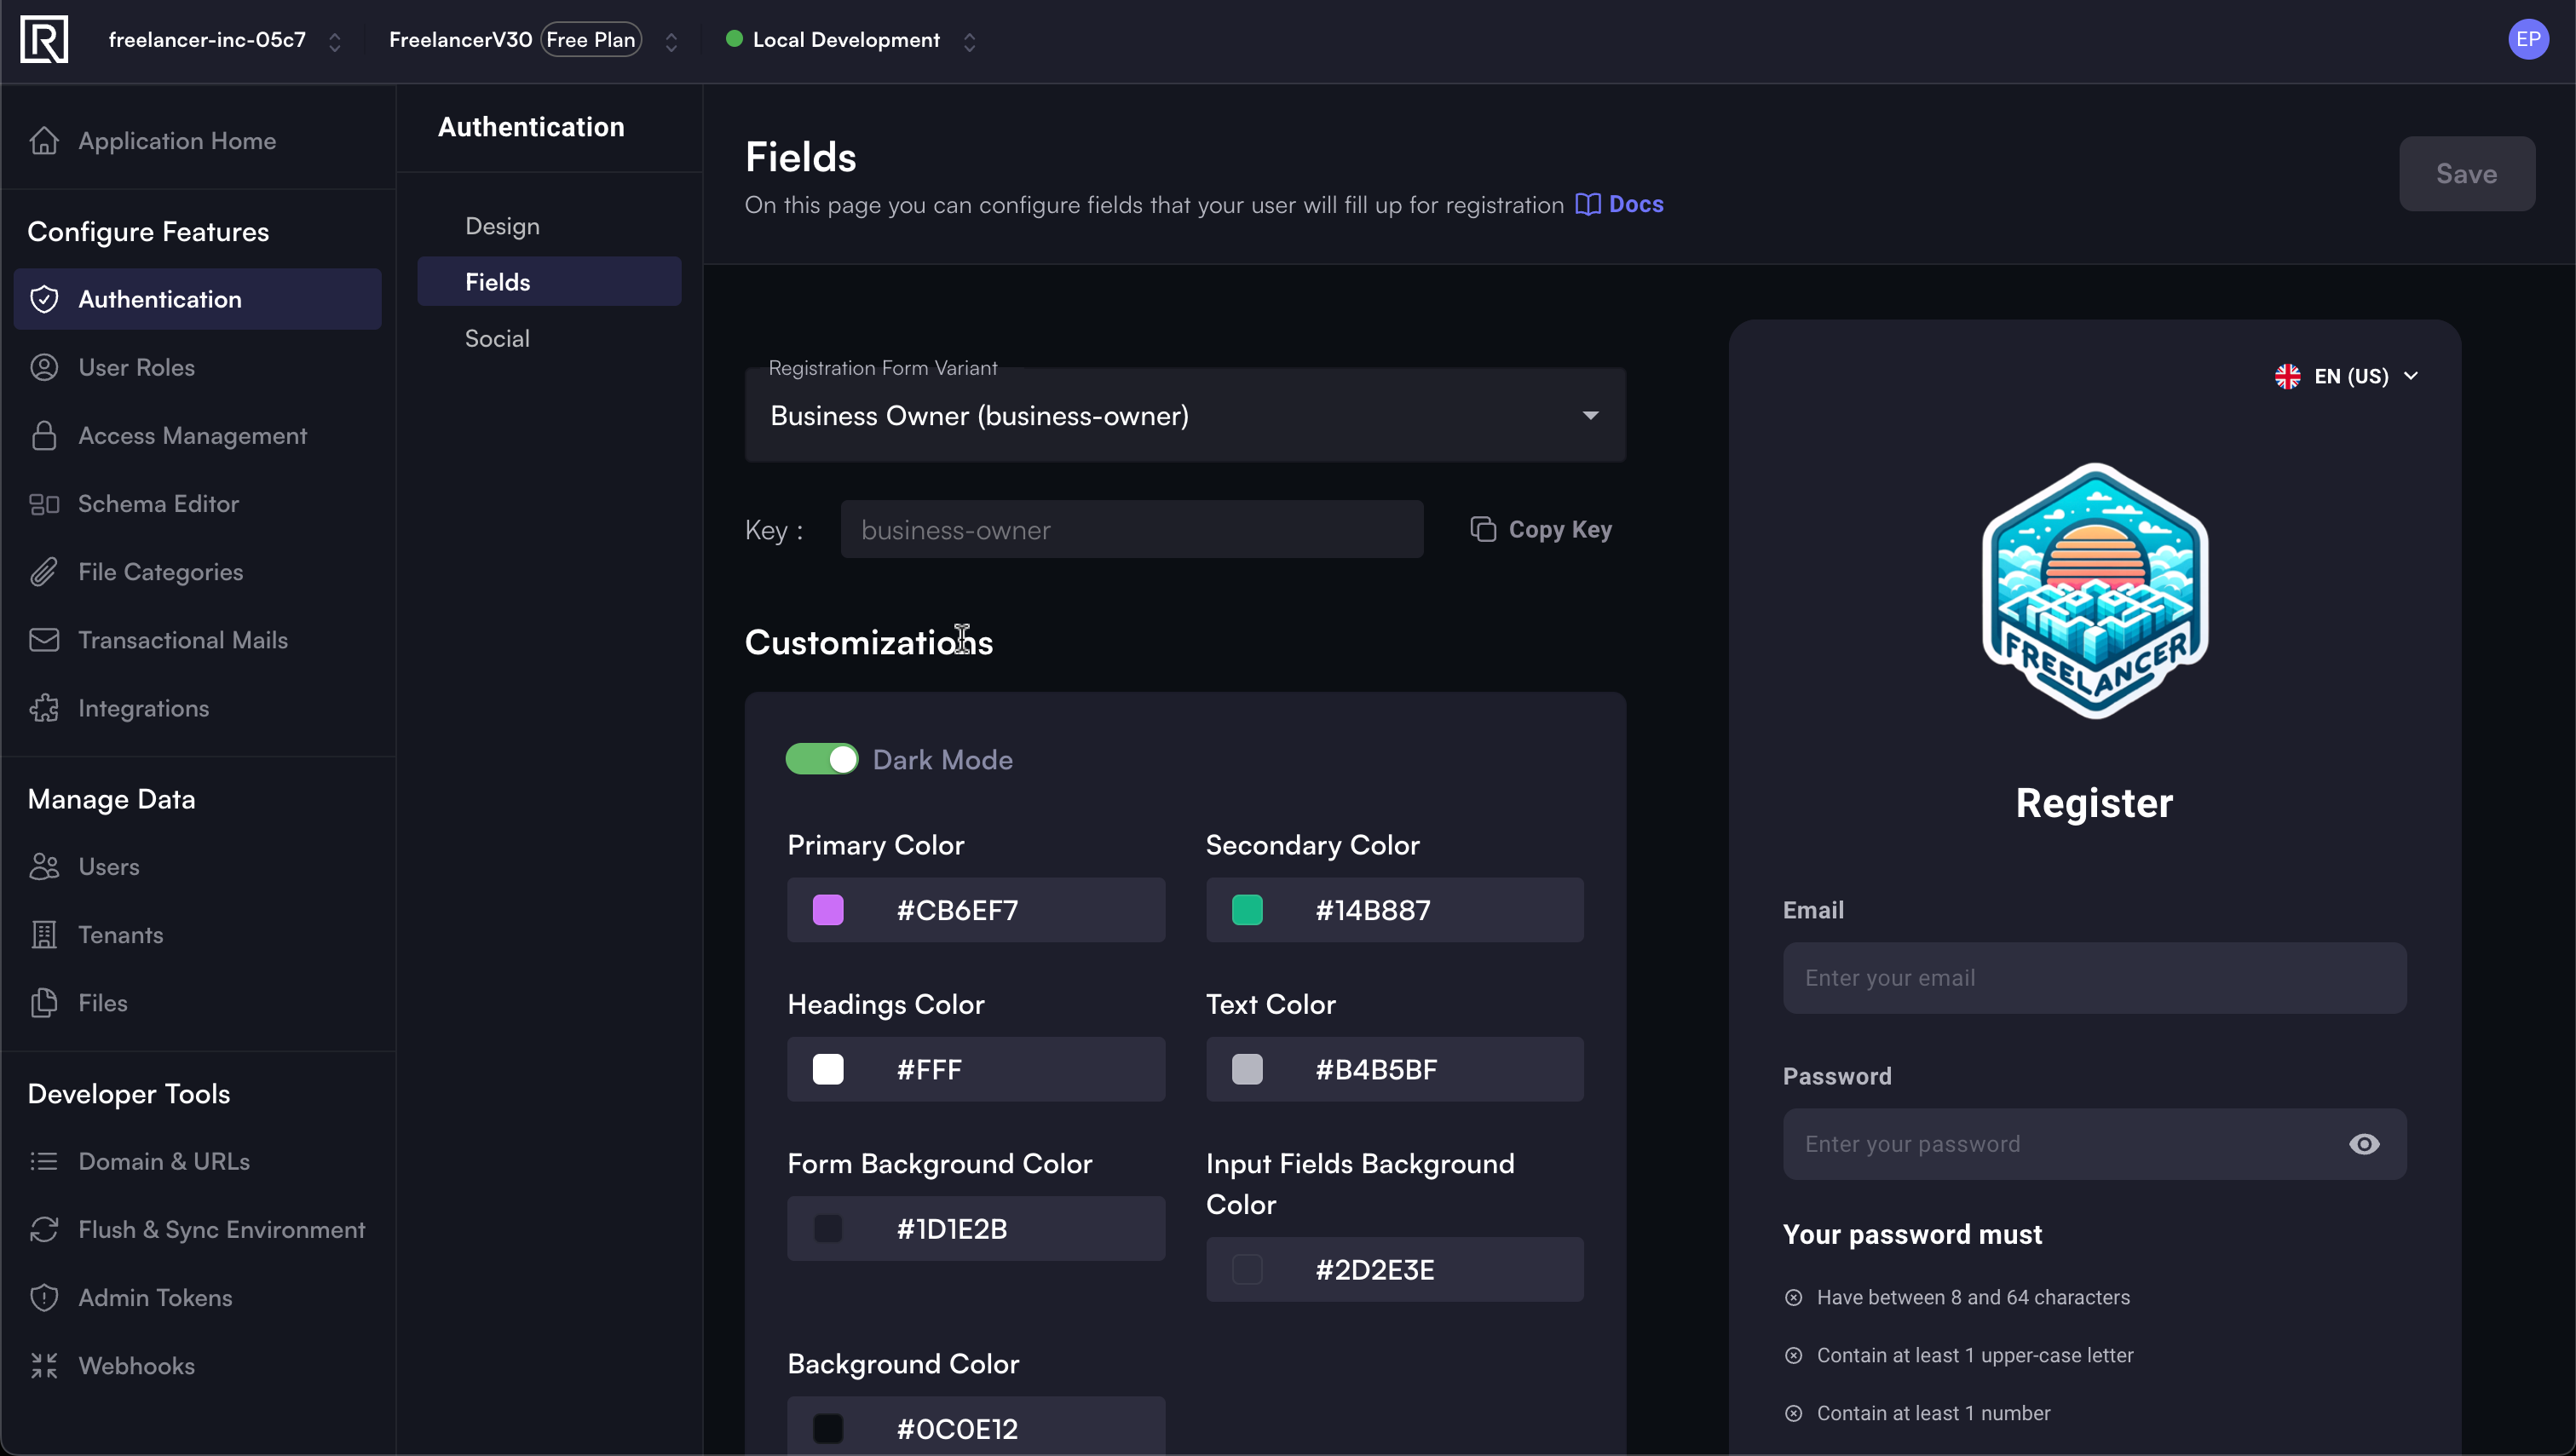 freelancer-inc-05c7
FreelancerV30 Free Plan
Local Development
EP
Application Home
Configure Features
Authentication
User Roles
Access Management
Schema Editor
File Categories
Transactional Mails
Integrations
Manage Data
Users
Tenants
Files
Developer Tools
Domain & URLs
Flush & Sync Environment
Admin Tokens
Webhooks
Authentication
Design
Fields
Social
Fields
On this page you can configure fields that your user will fill up for registration Docs
Save
Registration Form Variant
Business Owner (business-owner)
Key :
business-owner
Copy Key
Customizations
Dark Mode
Primary Color
#CB6EF7
Secondary Color
#14B887
Headings Color
#FFF
Text Color
#B4B5BF
Form Background Color
#1D1E2B
Input Fields Background
Color
#2D2E3E
Background Color
#0C0E12
EN (US)
FREELANCER
Register
Email
Enter your email
Password
Enter your password
Your password must
Have between 8 and 64 characters
Contain at least 1 upper-case letter
Contain at least 1 number